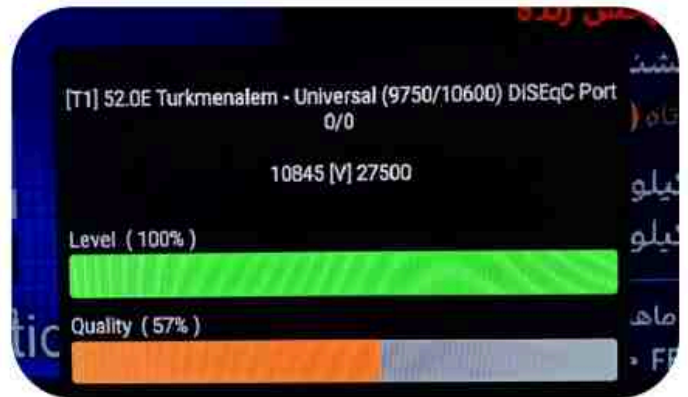 [T1] 52.0E Turkmenalem - Universal (9750/10600) DiSEqC Port
0/0
10845 [V] 27500
Level ( 100% )
Quality ( 57% )